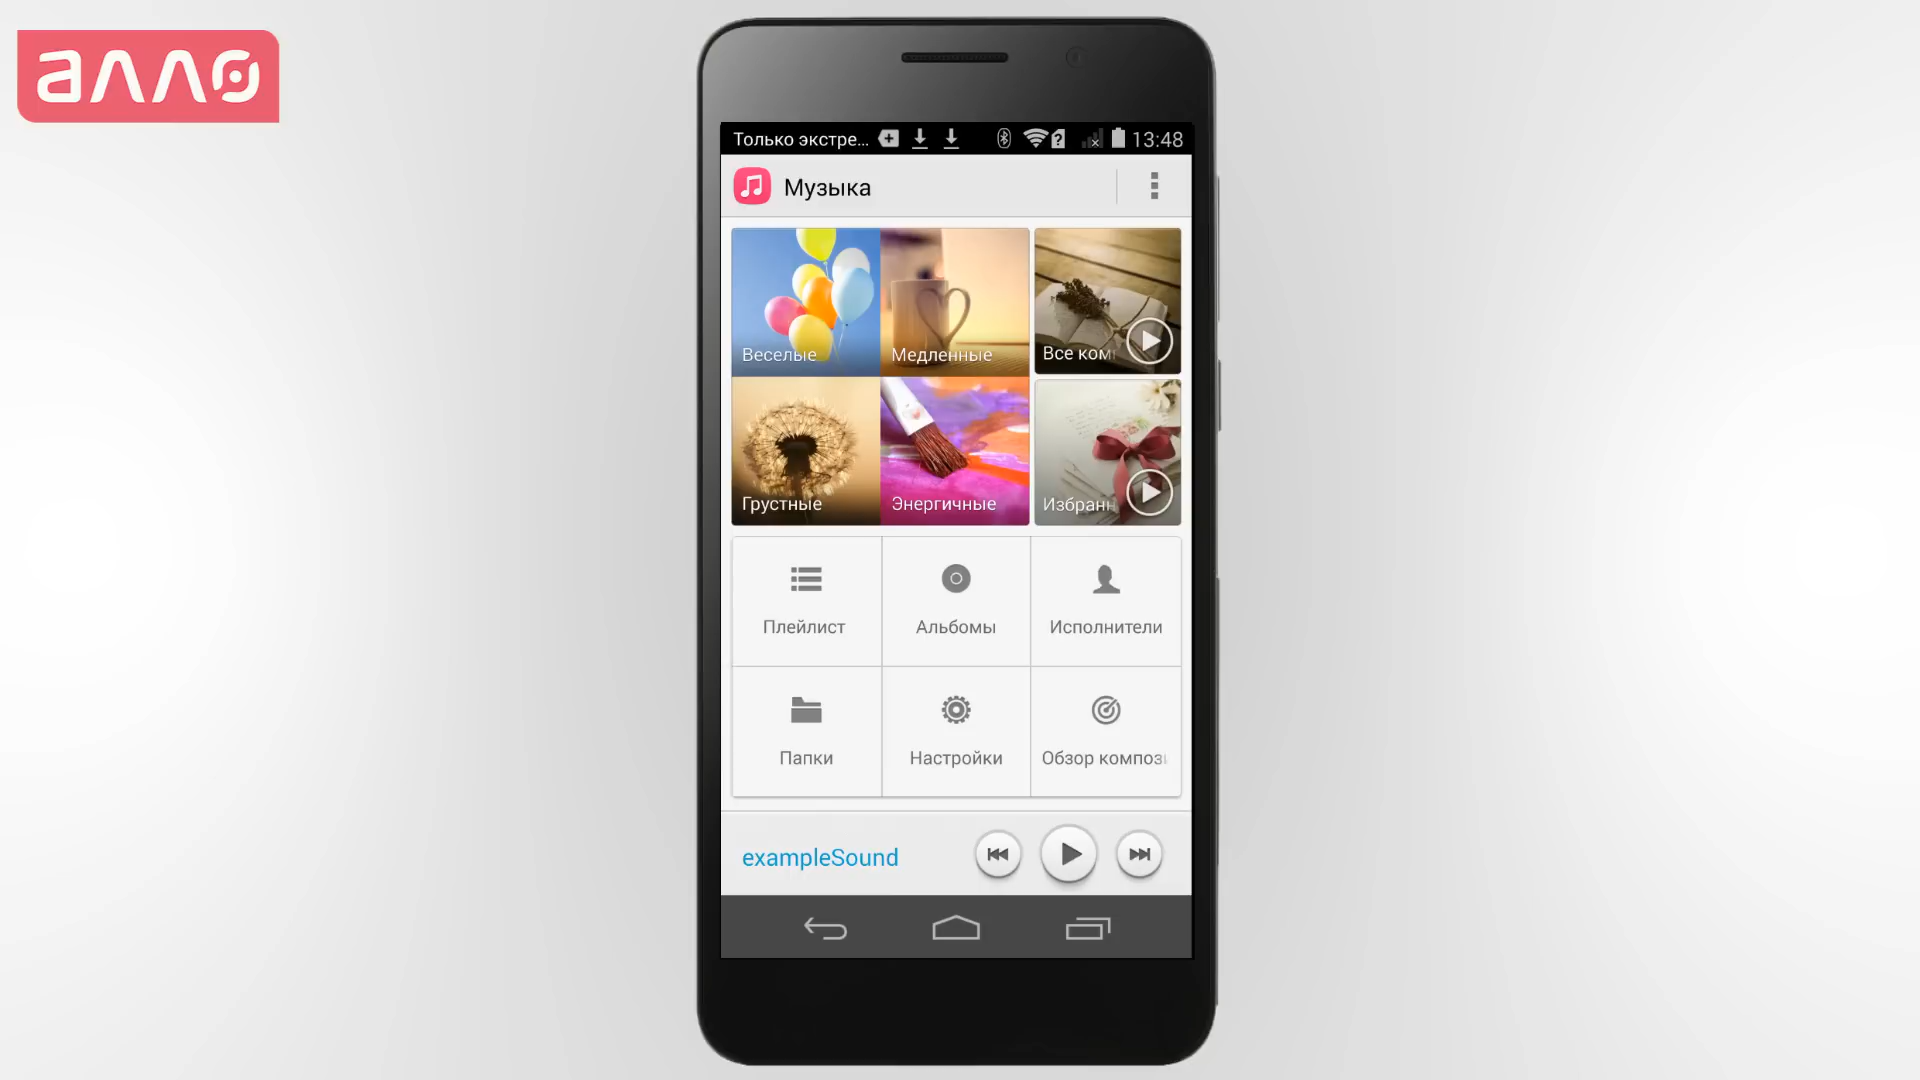 алло
Только экстре... 13:48
Музыка
Веселые
Медленные
Все ком
Грустные
Энергичные
Избранн
Плейлист
Альбомы
Исполнители
Папки
Настройки
Обзор компози
exampleSound